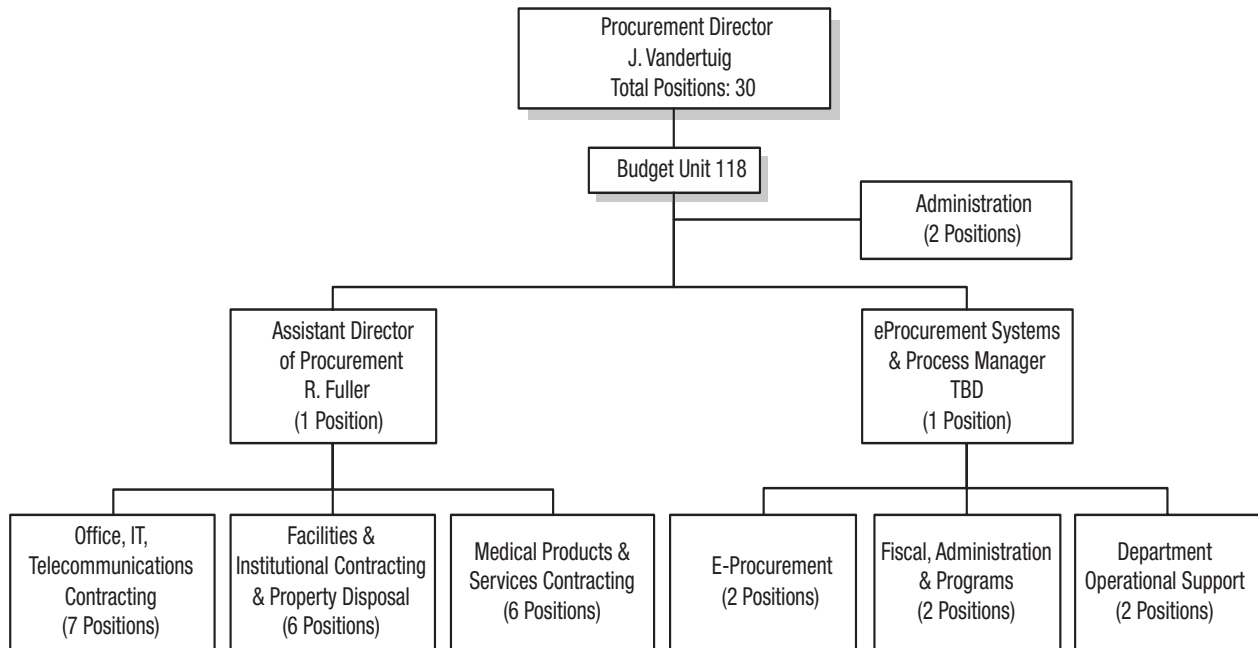 Procurement Director
J. Vandertuig
Total Positions: 30
Budget Unit 118
Administration
(2 Positions)
Assistant Director
of Procurement
R. Fuller
(1 Position)
eProcurement Systems
& Process Manager
TBD
(1 Position)
Office, IT,
Telecommunications
Contracting
(7 Positions)
Facilities &
Institutional Contracting
& Property Disposal
(6 Positions)
Medical Products &
Services Contracting
(6 Positions)
E-Procurement
(2 Positions)
Fiscal, Administration
& Programs
(2 Positions)
Department
Operational Support
(2 Positions)